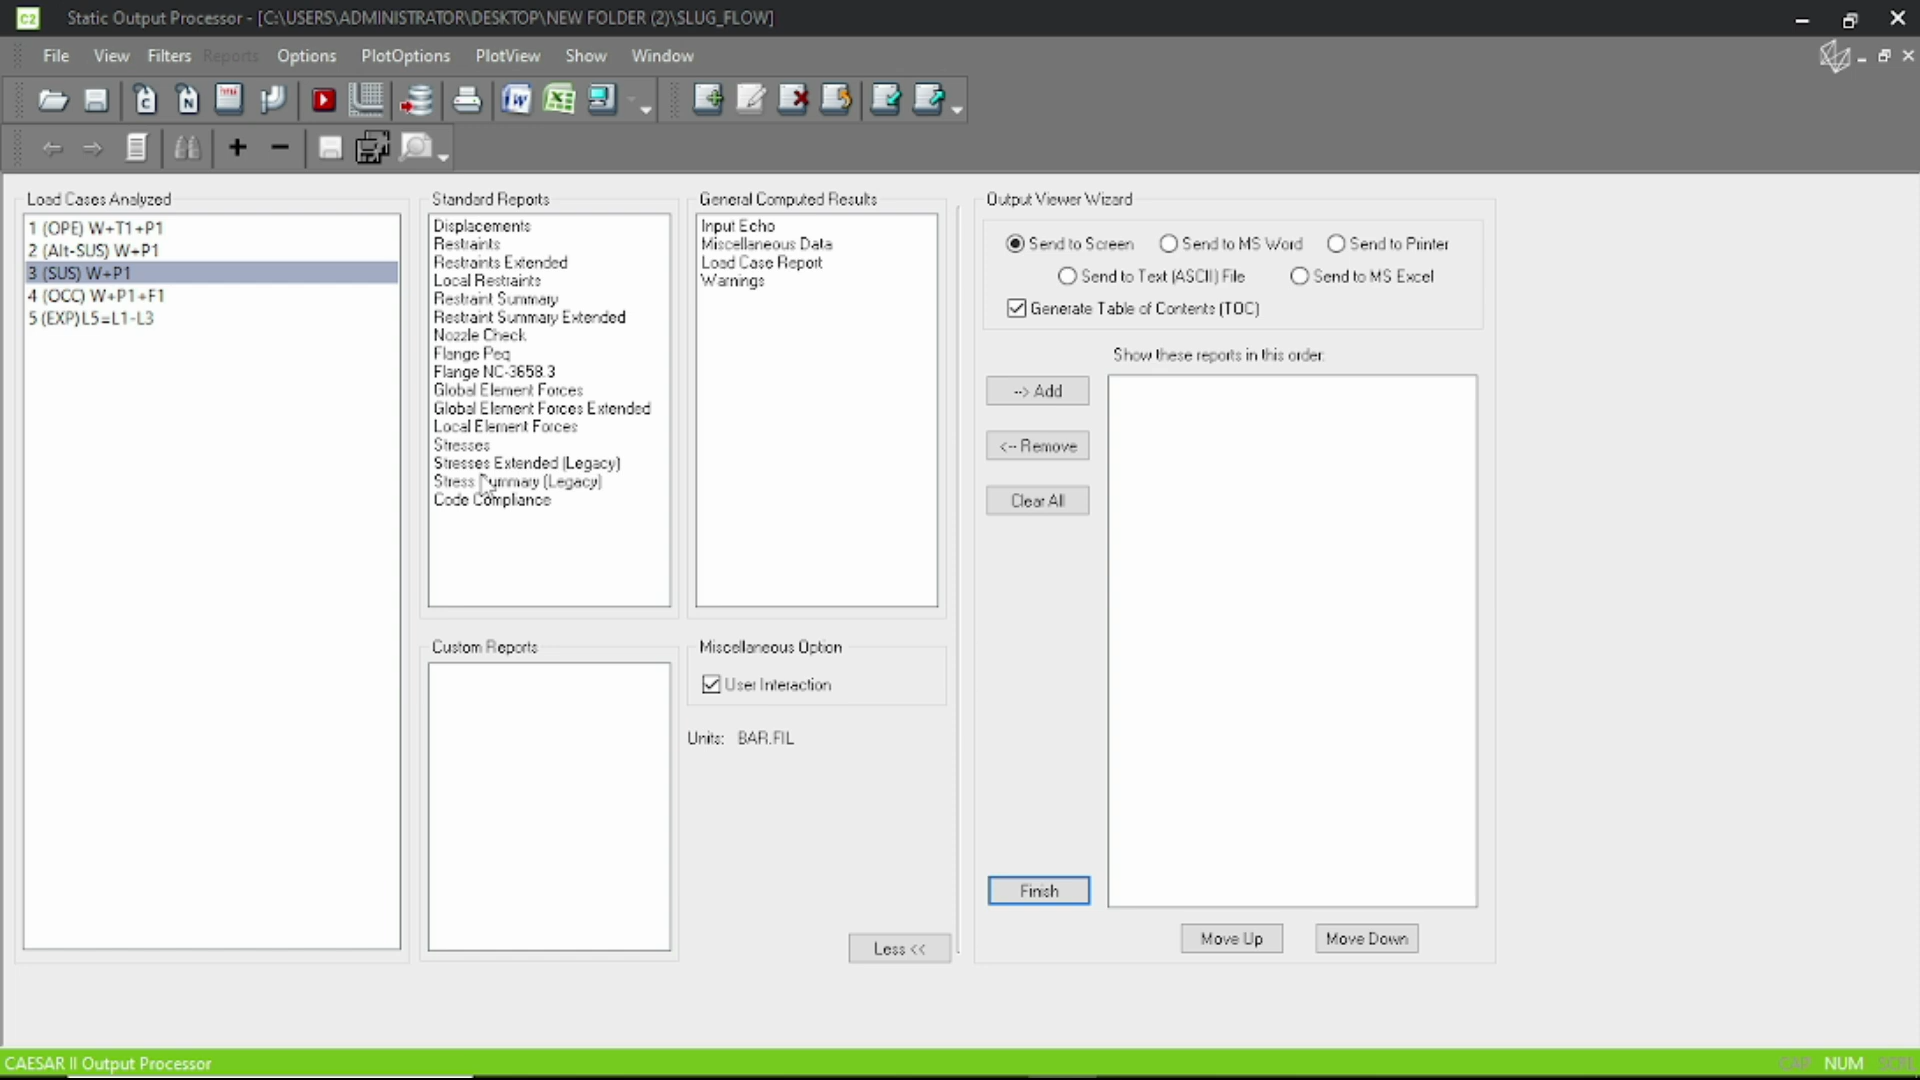 C2 Static Output Processor - [C:\USERS\ADMINISTRATOR\DESKTOP\NEW FOLDER (2)\SLUG_FLOW]
File View Filters Reports Options PlotOptions PlotView Show Window
Load Cases Analyzed
1 (OPE) W+T1+P1
2 (Alt-SUS) W+P1
3 (SUS) W+P1
4 (OCC) W+P1+F1
5 (EXP) L5=L1-L3
Standard Reports
Displacements
Restraints
Restraints Extended
Local Restraints
Restraint Summary
Restraint Summary Extended
Nozzle Check
Flange Peq
Flange NC-3658.3
Global Element Forces
Global Element Forces Extended
Local Element Forces
Stresses
Stresses Extended (Legacy)
Stress Summary (Legacy)
Code Compliance
General Computed Results
Input Echo
Miscellaneous Data
Load Case Report
Warnings
Custom Reports
Miscellaneous Option
User Interaction
Units: BAR.FIL
Less <<
Output Viewer Wizard
Send to Screen Send to MS Word Send to Printer
Send to Text (ASCII) File Send to MS Excel
Generate Table of Contents (TOC)
Show these reports in this order:
--> Add
<-- Remove
Clear All
Finish
Move Up Move Down
CAESAR II Output Processor CAP NUM SCRL